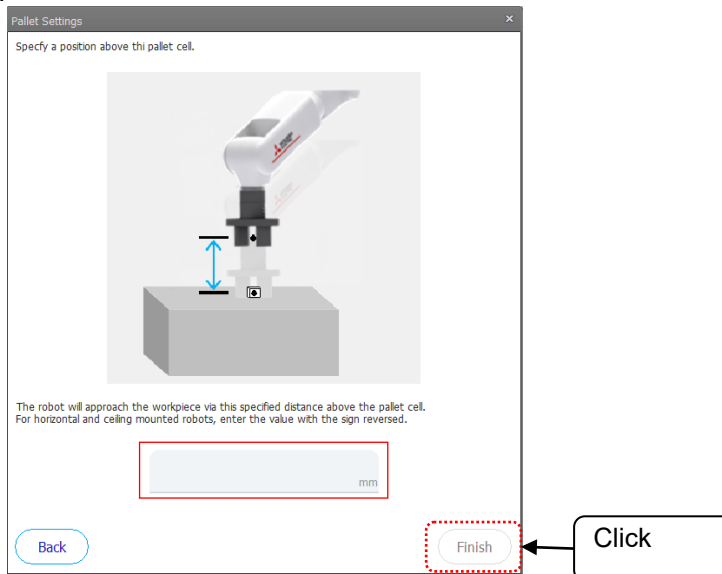 Pallet Settings ×
Specfy a position above thi pallet cell.
The robot will approach the workpiece via this specified distance above the pallet cell.
For horizontal and ceiling mounted robots, enter the value with the sign reversed.
mm
Back
Finish
Click